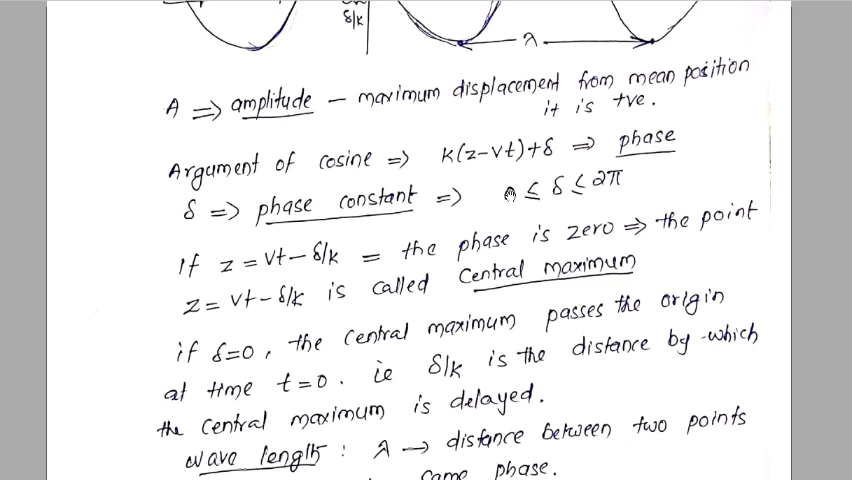 δ/k
λ
A ⇒ amplitude – maximum displacement from mean position
it is +ve.
Argument of cosine ⇒ k(z-vt)+δ ⇒ phase
δ ⇒ phase constant ⇒ 0 ≤ δ ≤ 2π
If z = vt – δ/k = the phase is zero ⇒ the point
z = vt – δ/k is called Central maximum
if δ=0, the central maximum passes the origin
at time t=0. ie δ/k is the distance by which
the central maximum is delayed.
wave length : λ → distance between two points
same phase.